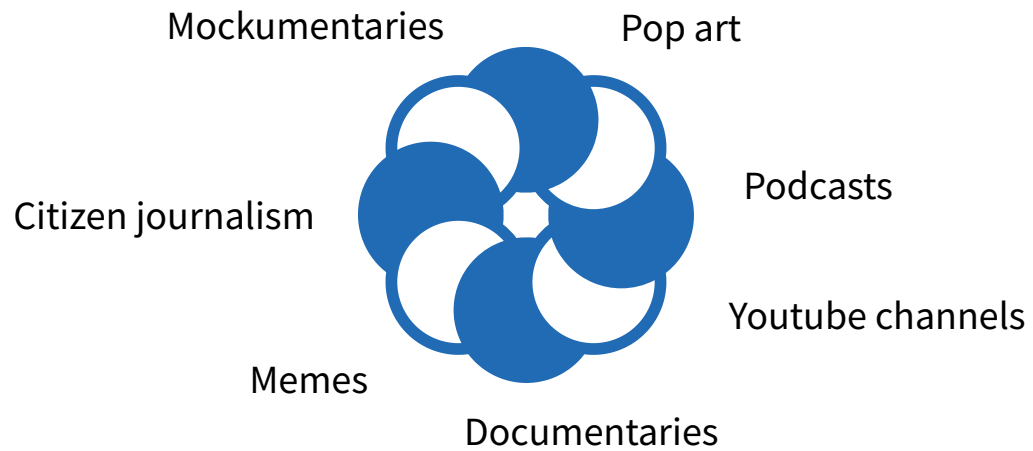 Mockumentaries
Pop art
Podcasts
Citizen journalism
Youtube channels
Memes
Documentaries